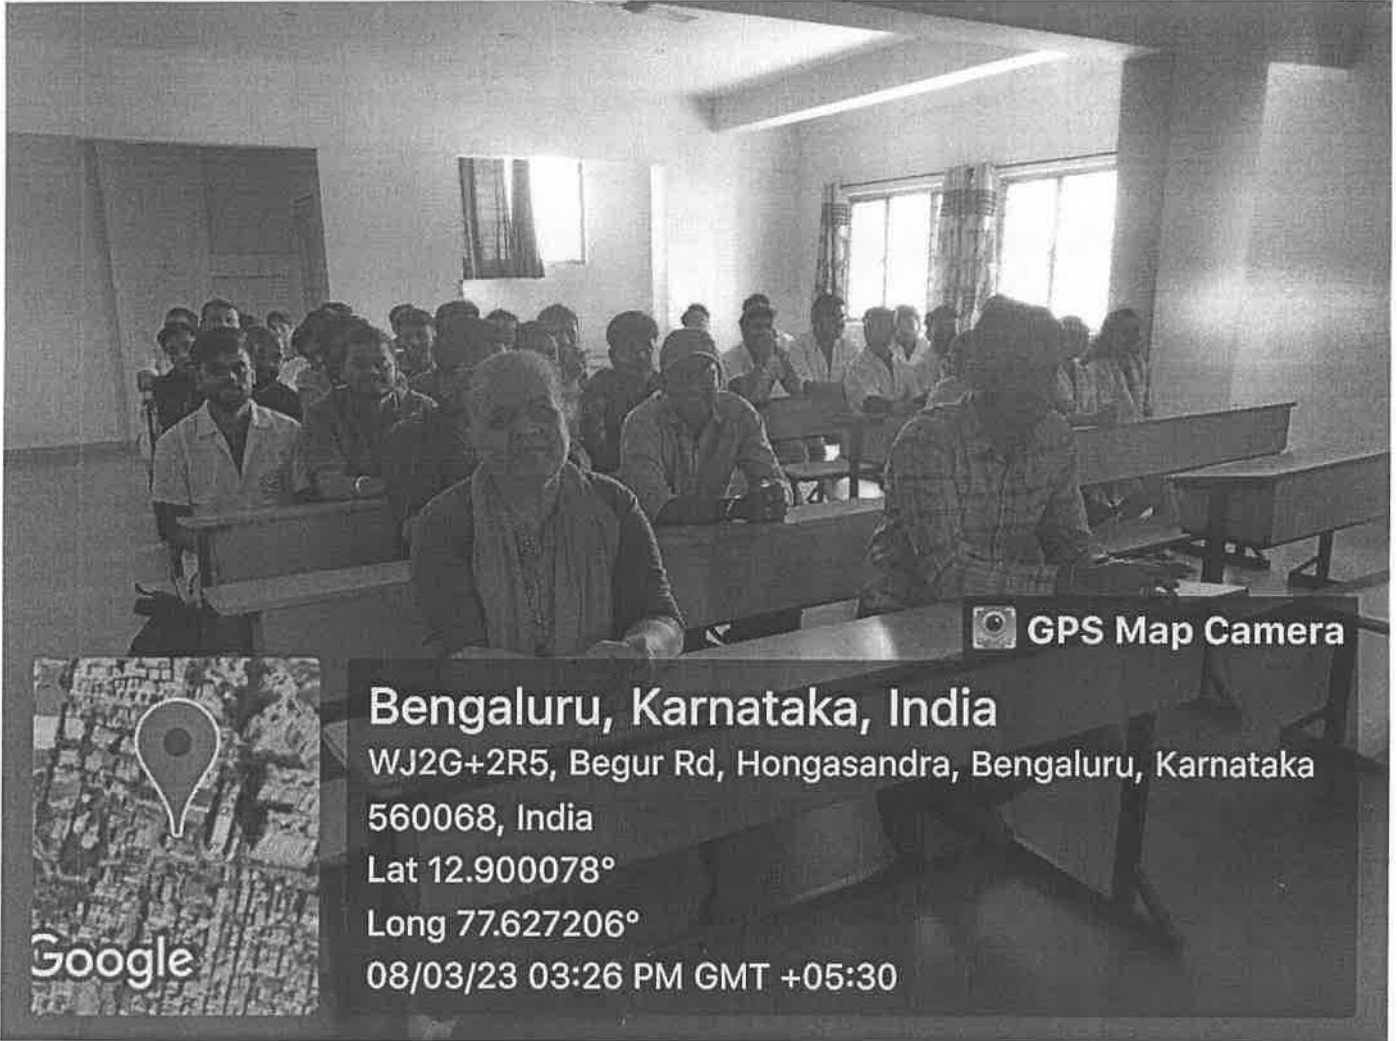 GPS Map Camera
Bengaluru, Karnataka, India
WJ2G+2R5, Begur Rd, Hongasandra, Bengaluru, Karnataka
560068, India
Lat 12.900078°
Long 77.627206°
08/03/23 03:26 PM GMT +05:30
Google